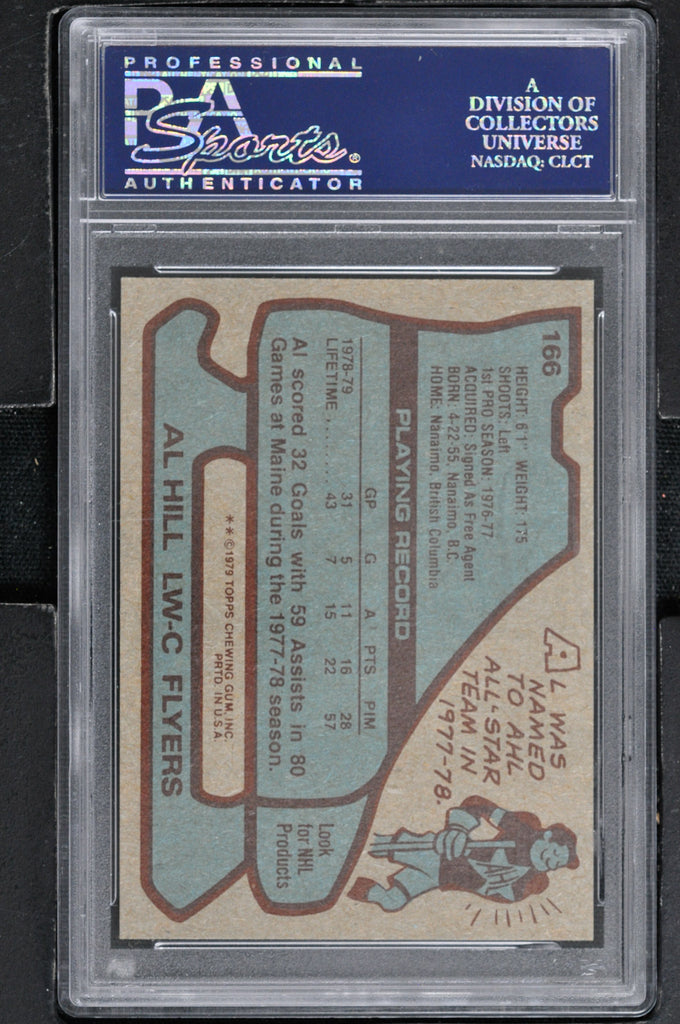 PROFESSIONAL
PSA
Sports®
AUTHENTICATOR
A
DIVISION OF
COLLECTORS
UNIVERSE
NASDAQ: CLCT
166
HEIGHT: 6'1" WEIGHT: 175
SHOOTS: Left
1st PRO SEASON: 1976-77
ACQUIRED: Signed As Free Agent
BORN: 4-22-55, Nanaimo, B.C.
HOME: Nanaimo, British Columbia
AL WAS
NAMED
TO AHL
ALL-STAR
TEAM IN
1977-78.
AHL
PLAYING RECORD
GP G A PTS PIM
1978-79 31 5 11 16 28
LIFETIME........... 43 7 15 22 57
Al scored 32 Goals with 59 Assists in 80
Games at Maine during the 1977-78 season.
Look
for NHL
Products
**©1979 TOPPS CHEWING GUM, INC.
PRTD. IN U.S.A.
AL HILL LW-C FLYERS